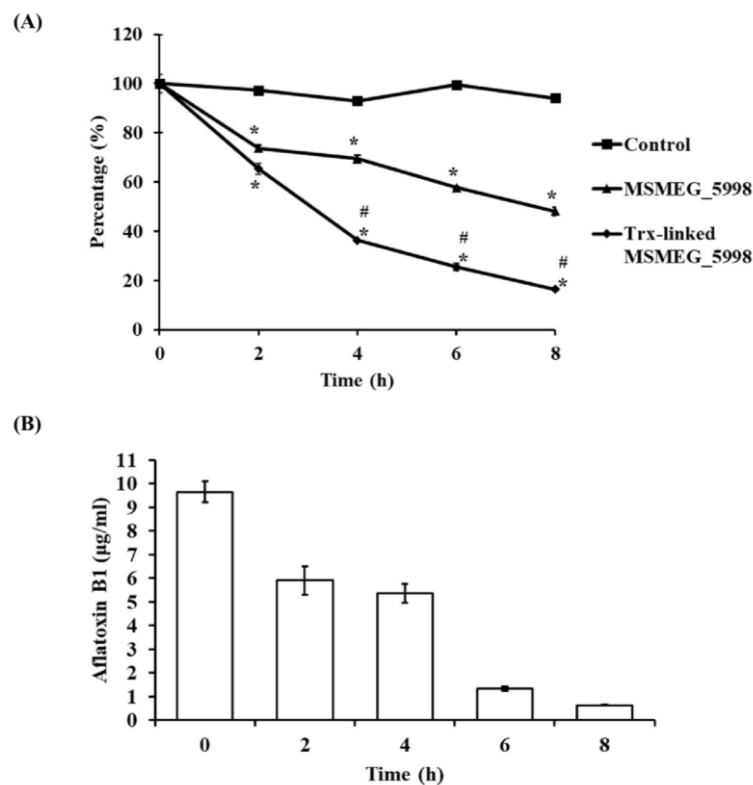 (A)
120
100
80
60
40
20
0
Percentage (%)
*
*
*
*
*
#
*
#
*
#
*
0 2 4 6 8
Time (h)
Control
MSMEG_5998
Trx-linked
MSMEG_5998
(B)
11
10
9
8
7
6
5
4
3
2
1
0
Aflatoxin B1 (µg/ml)
0 2 4 6 8
Time (h)